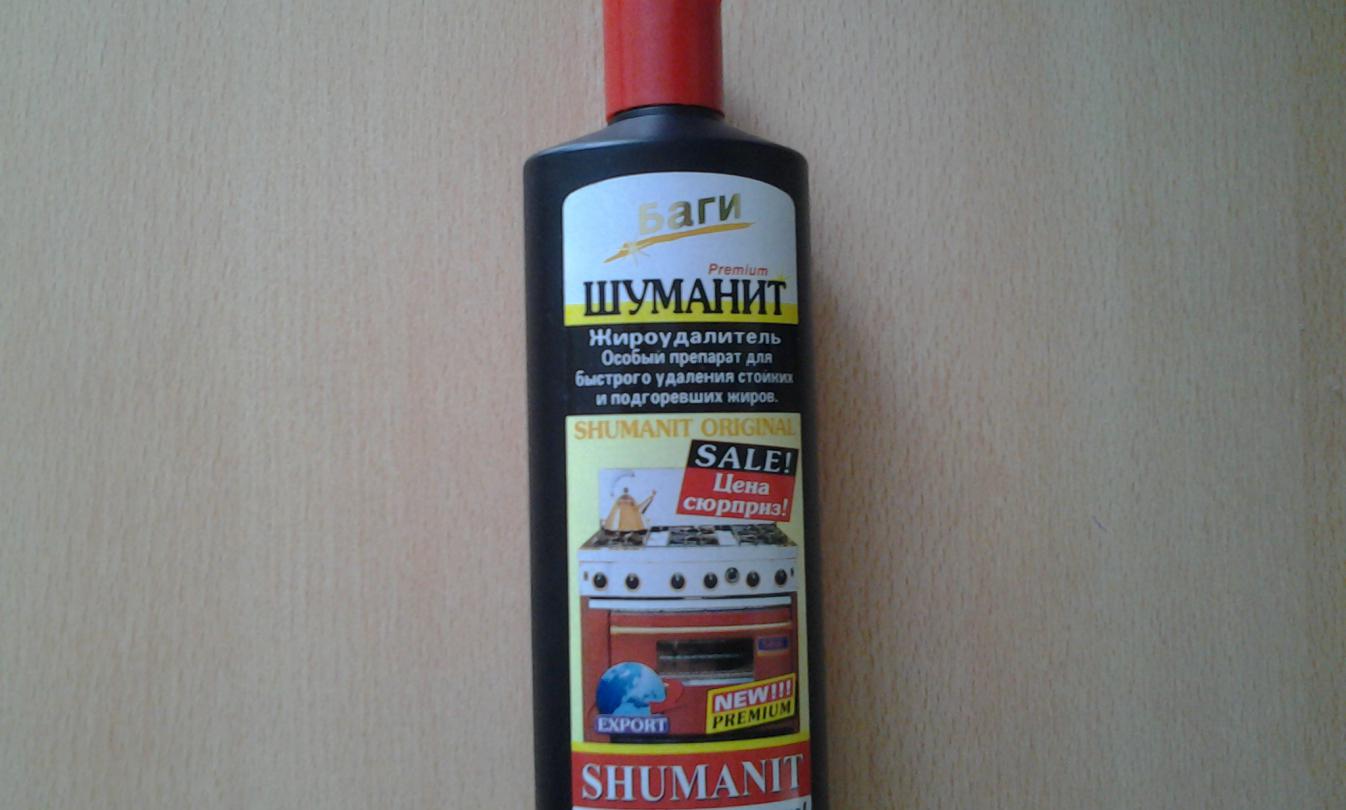 Баги
Premium
ШУМАНИТ
Жироудалитель
Особый препарат для
быстрого удаления стойких
и подгоревших жиров.
SHUMANIT ORIGINAL
SALE!
Цена
сюрприз!
NEW!!!
PREMIUM
EXPORT
SHUMANIT